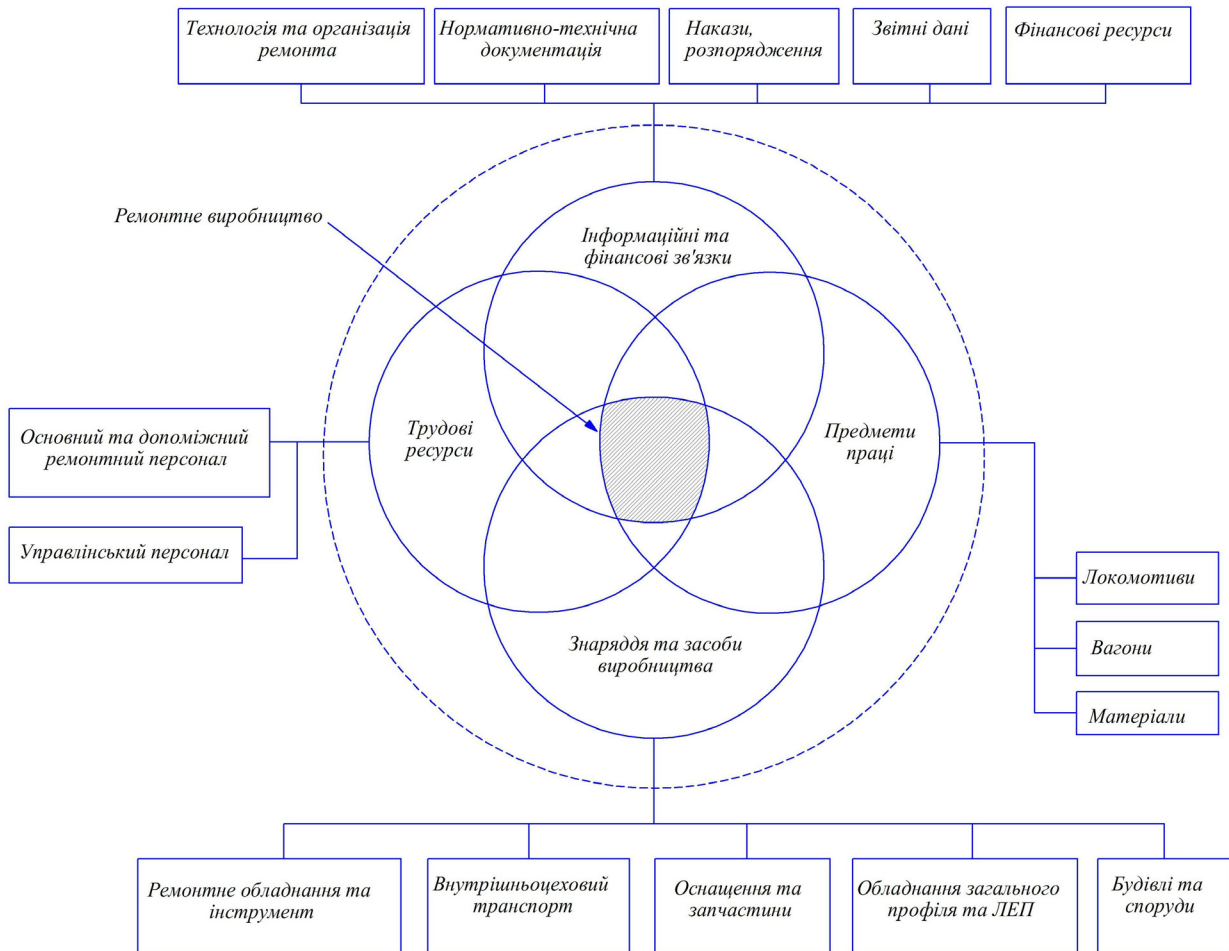 Технологія та організація
ремонта
Нормативно-технічна
документація
Накази,
розпорядження
Звітні дані
Фінансові ресурси
Ремонтне виробництво
Інформаційні та
фінансові зв'язки
Трудові
ресурси
Предмети
праці
Основний та допоміжний
ремонтний персонал
Управлінський персонал
Знаряддя та засоби
виробництва
Локомотиви
Вагони
Матеріали
Ремонтне обладнання та
інструмент
Внутрішньоцеховий
транспорт
Оснащення та
запчастини
Обладнання загального
профіля та ЛЕП
Будівлі та
споруди